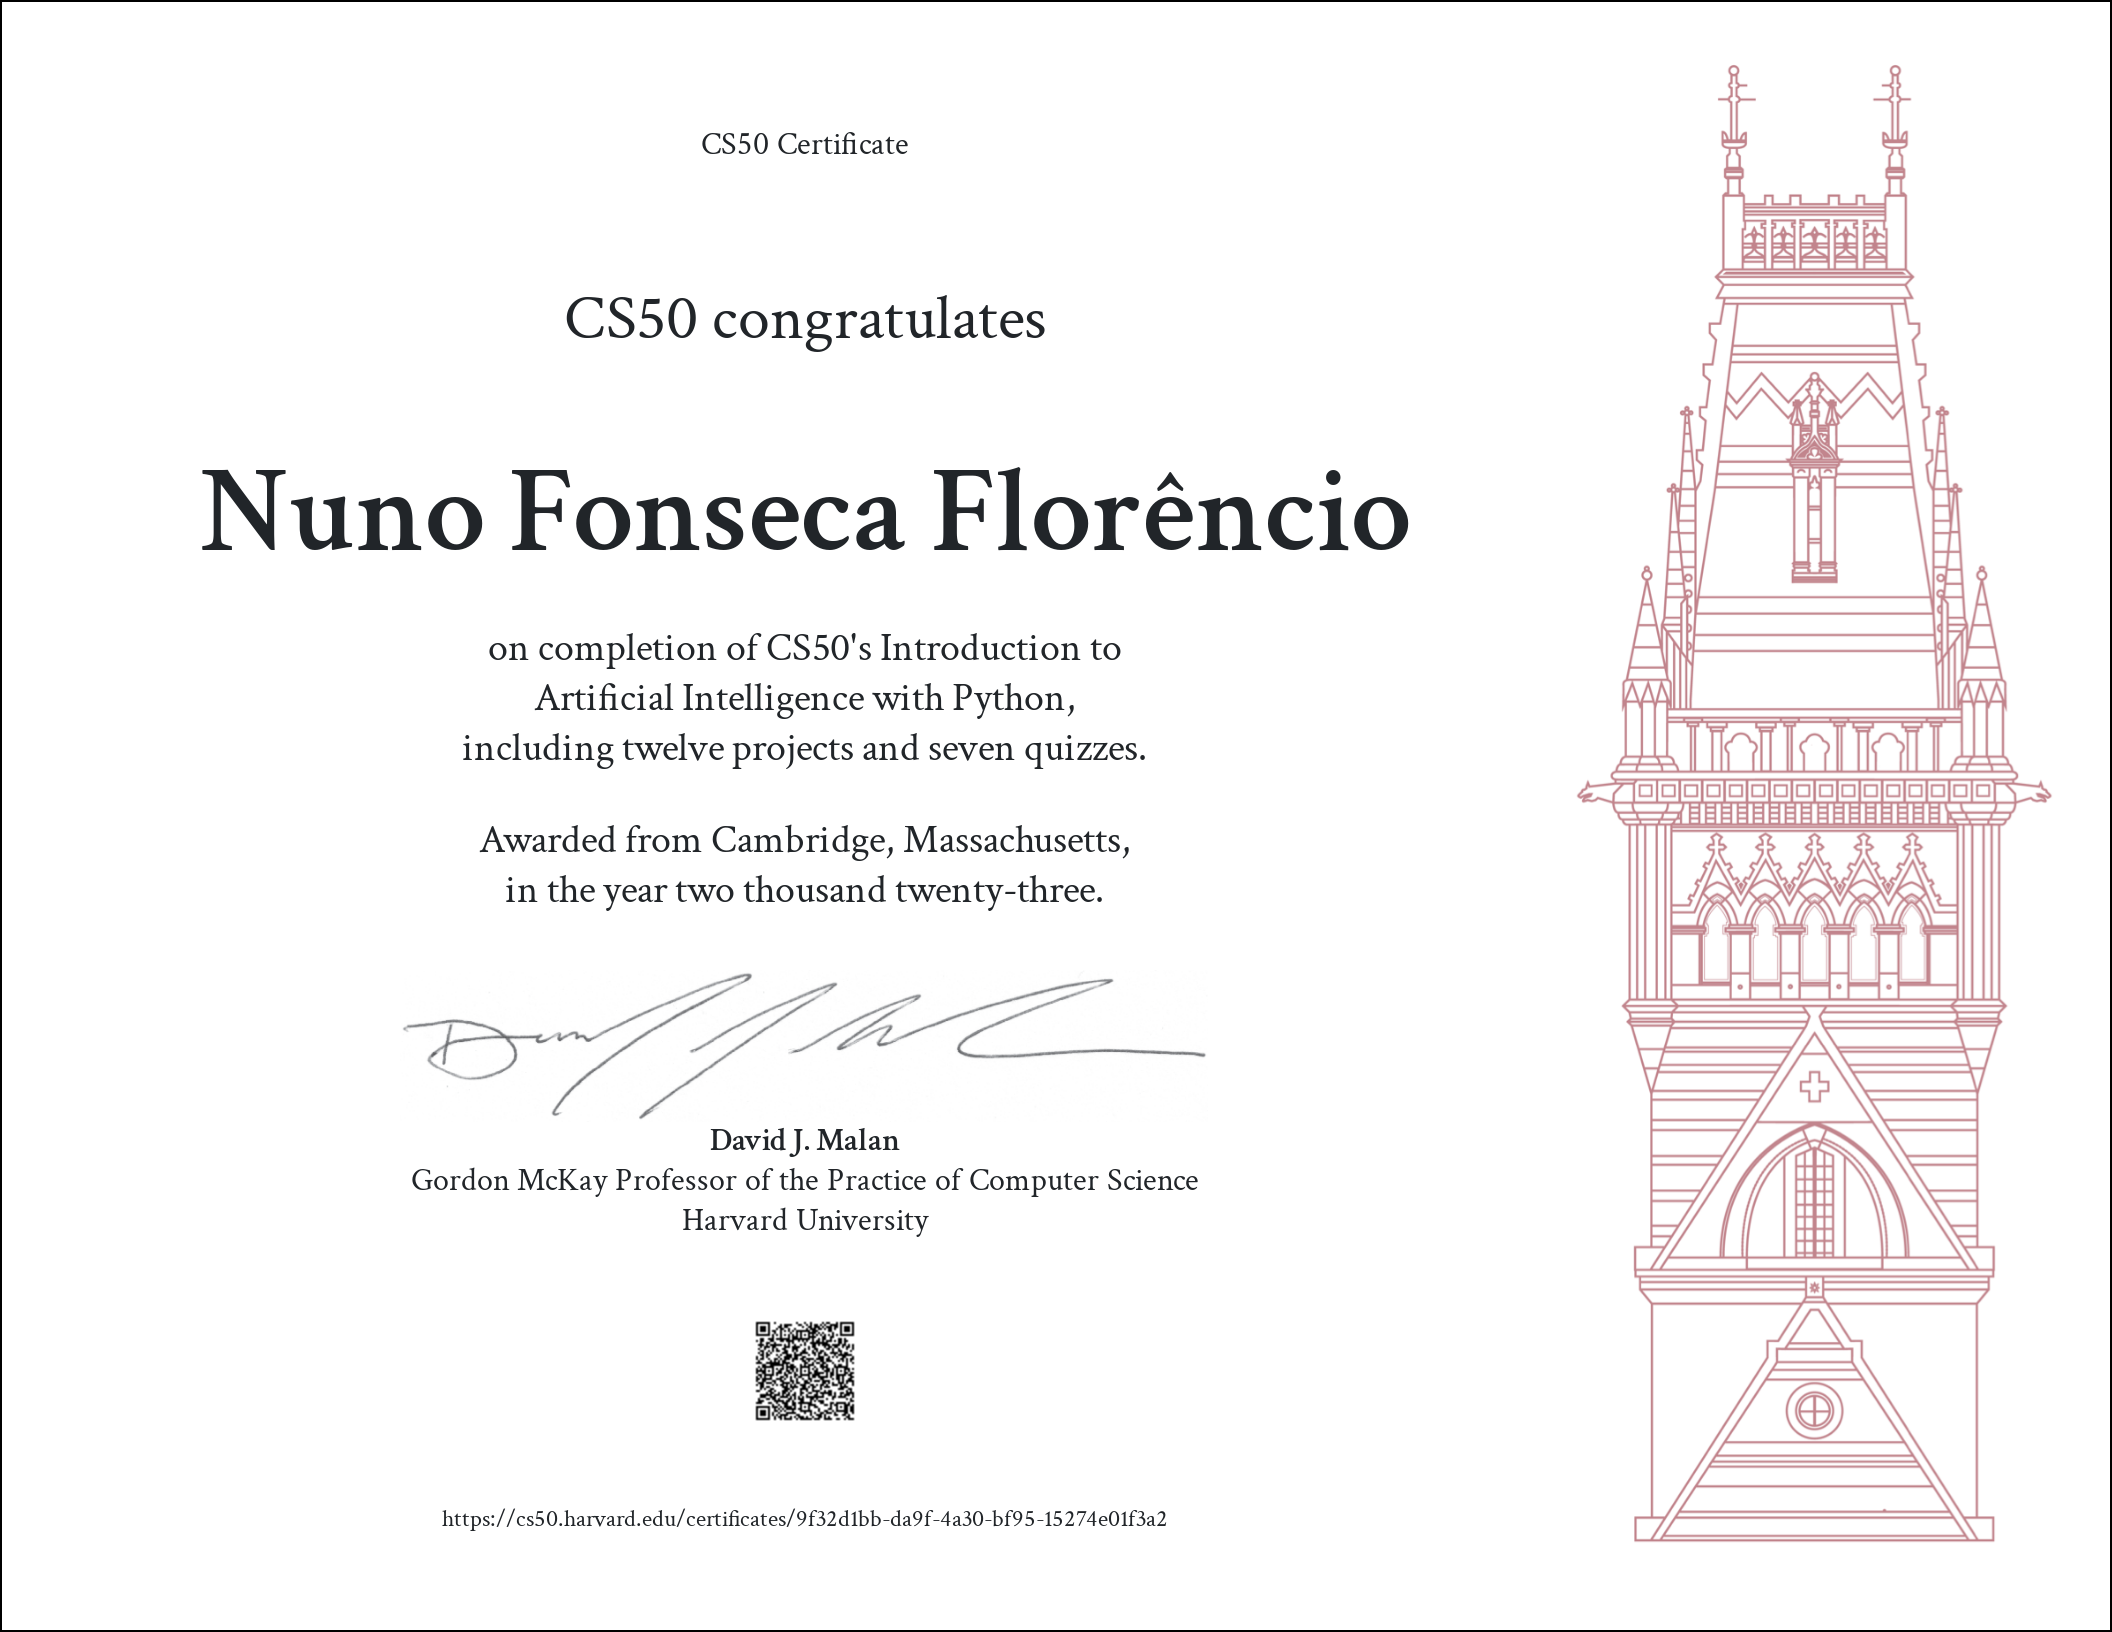 CS50 Certificate
CS50 congratulates
Nuno Fonseca Florêncio
on completion of CS50's Introduction to
Artificial Intelligence with Python,
including twelve projects and seven quizzes.
Awarded from Cambridge, Massachusetts,
in the year two thousand twenty-three.
David J. Malan
Gordon McKay Professor of the Practice of Computer Science
Harvard University
https://cs50.harvard.edu/certificates/9f32d1bb-da9f-4a30-bf95-15274e01f3a2